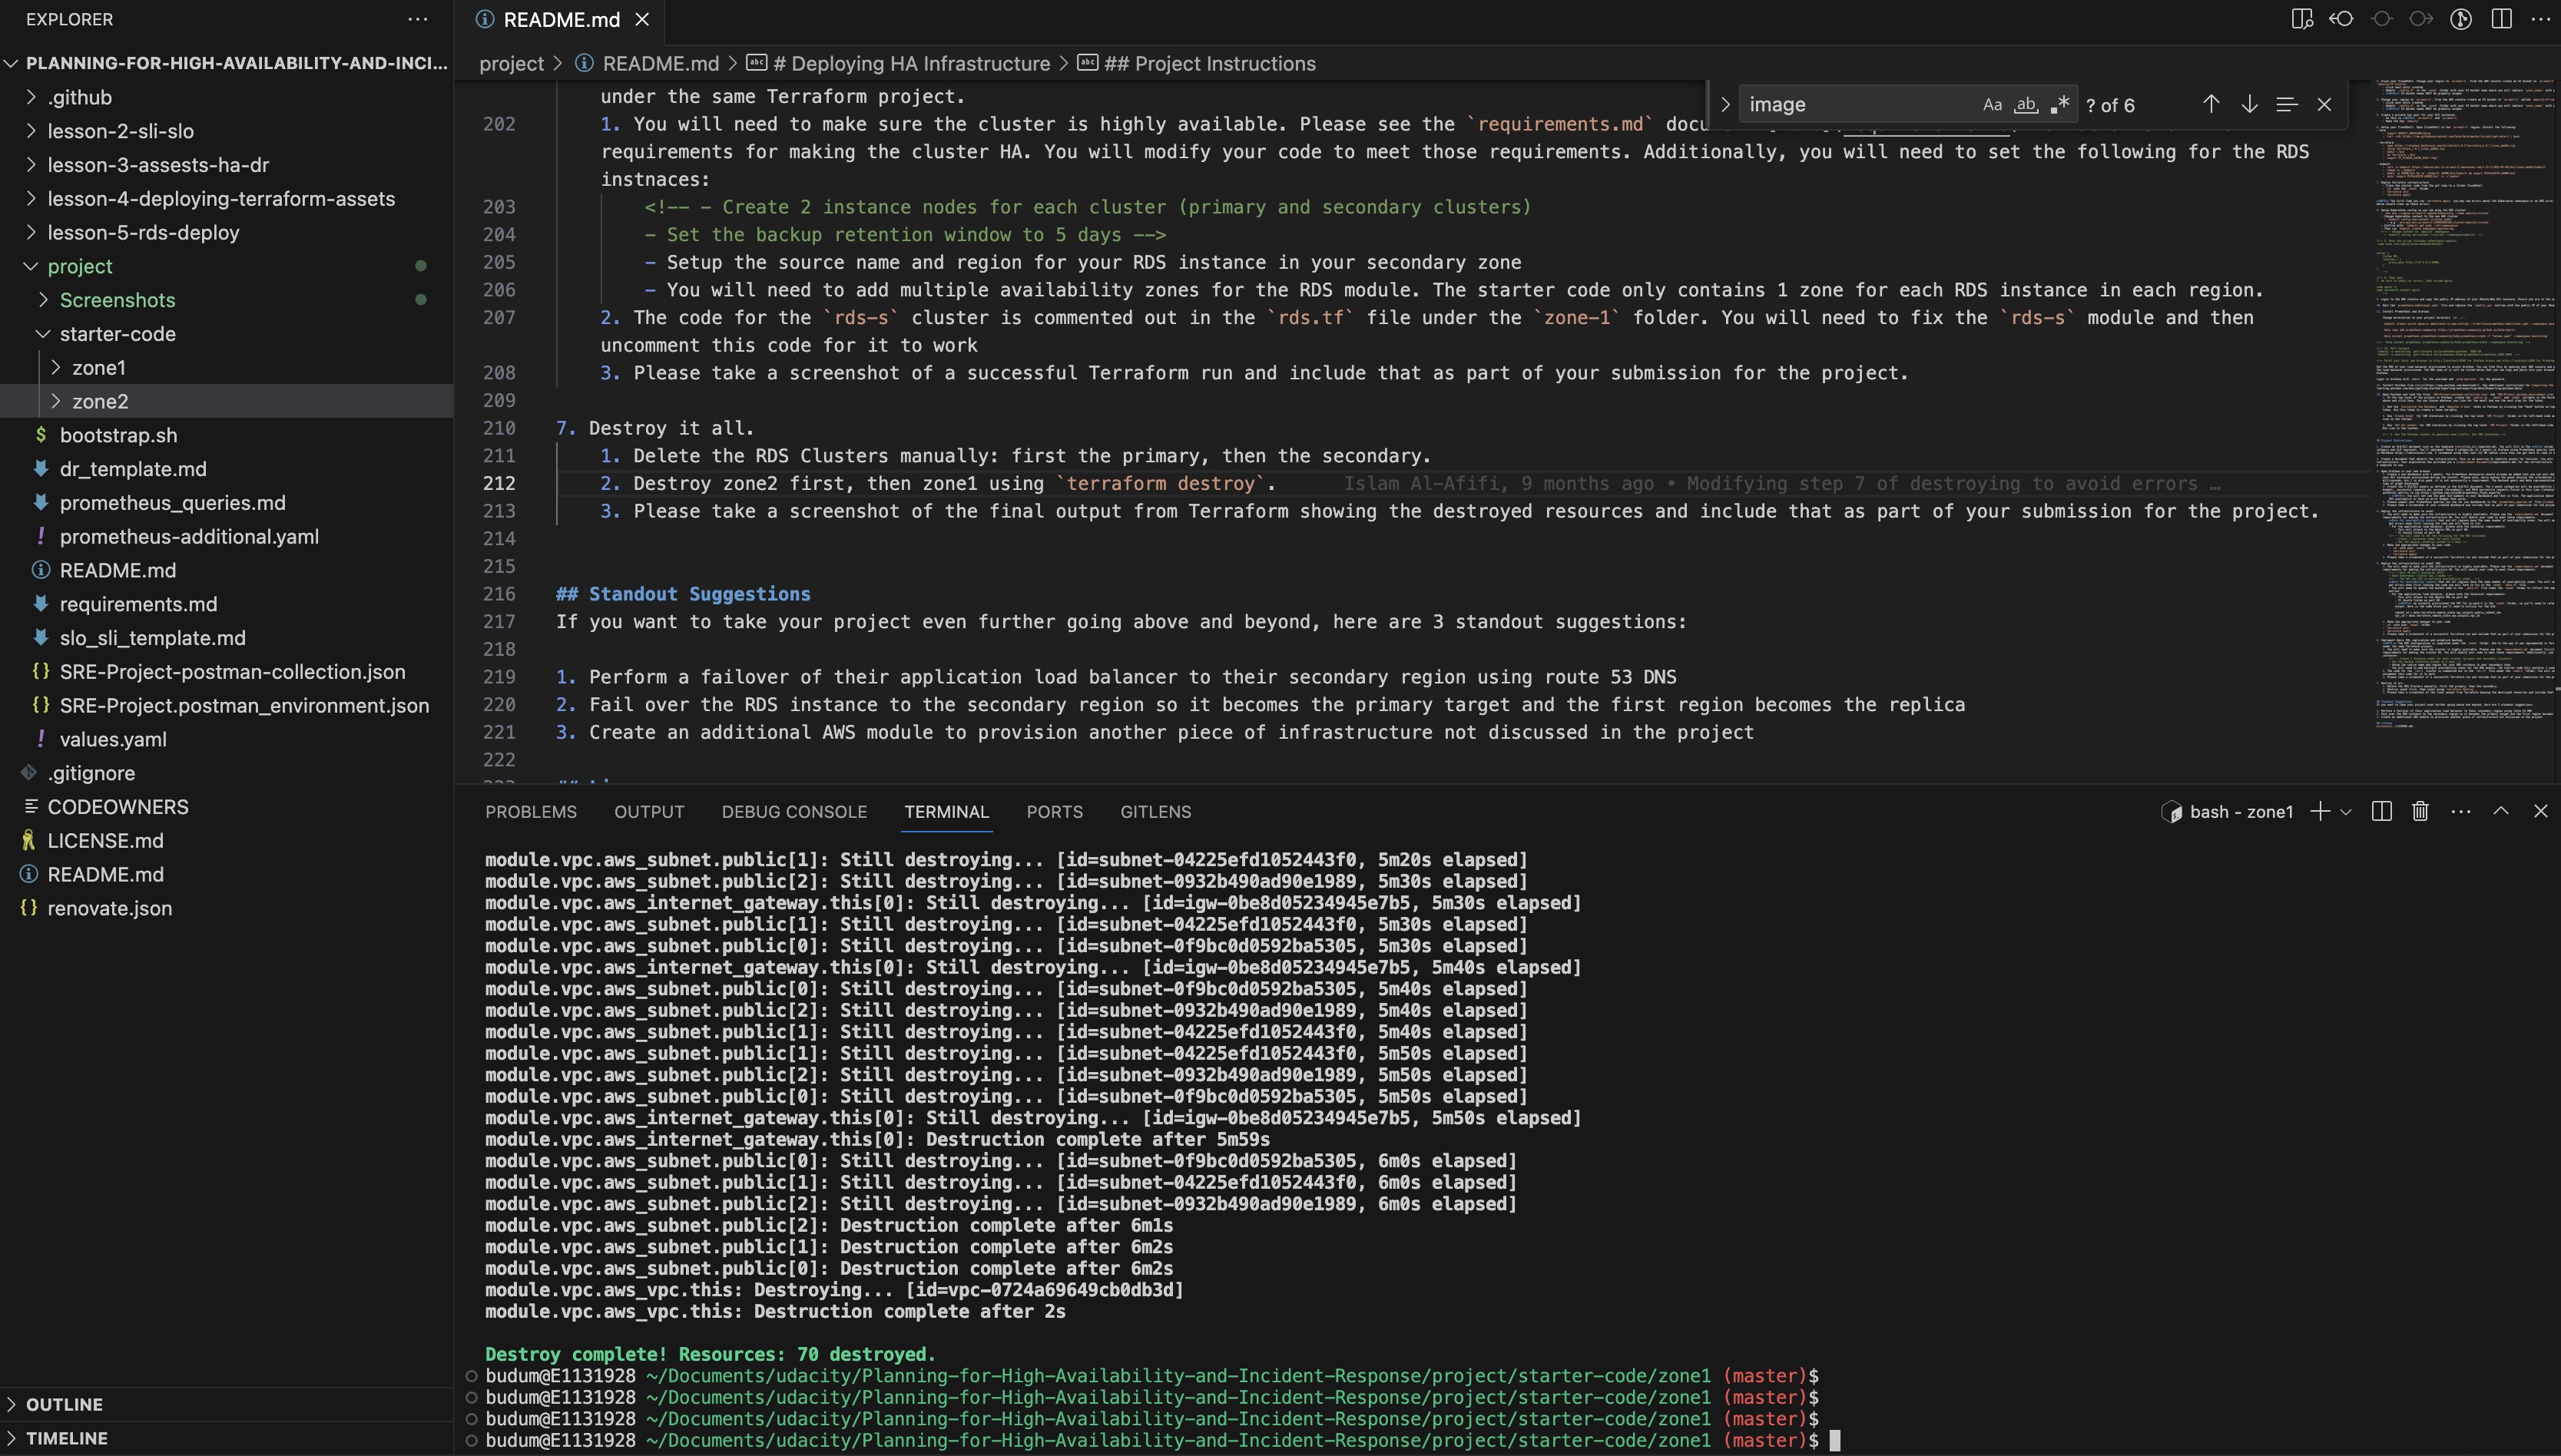 EXPLORER
PLANNING-FOR-HIGH-AVAILABILITY-AND-INCI...
.github
lesson-2-sli-slo
lesson-3-assests-ha-dr
lesson-4-deploying-terraform-assets
lesson-5-rds-deploy
project
Screenshots
starter-code
zone1
zone2
$ bootstrap.sh
dr_template.md
prometheus_queries.md
! prometheus-additional.yaml
README.md
requirements.md
slo_sli_template.md
{} SRE-Project-postman-collection.json
{} SRE-Project.postman_environment.json
! values.yaml
.gitignore
CODEOWNERS
LICENSE.md
README.md
{} renovate.json
OUTLINE
TIMELINE
README.md
project > README.md > # Deploying HA Infrastructure > ## Project Instructions
image Aa ab ? of 6
under the same Terraform project.
202 1. You will need to make sure the cluster is highly available. Please see the `requirements.md` docu
requirements for making the cluster HA. You will modify your code to meet those requirements. Additionally, you will need to set the following for the RDS
instnaces:
203 <!-- - Create 2 instance nodes for each cluster (primary and secondary clusters)
204 - Set the backup retention window to 5 days -->
205 - Setup the source name and region for your RDS instance in your secondary zone
206 - You will need to add multiple availability zones for the RDS module. The starter code only contains 1 zone for each RDS instance in each region.
207 2. The code for the `rds-s` cluster is commented out in the `rds.tf` file under the `zone-1` folder. You will need to fix the `rds-s` module and then
uncomment this code for it to work
208 3. Please take a screenshot of a successful Terraform run and include that as part of your submission for the project.
209
210 7. Destroy it all.
211 1. Delete the RDS Clusters manually: first the primary, then the secondary.
212 2. Destroy zone2 first, then zone1 using `terraform destroy`. Islam Al-Afifi, 9 months ago • Modifying step 7 of destroying to avoid errors …
213 3. Please take a screenshot of the final output from Terraform showing the destroyed resources and include that as part of your submission for the project.
214
215
216 ## Standout Suggestions
217 If you want to take your project even further going above and beyond, here are 3 standout suggestions:
218
219 1. Perform a failover of their application load balancer to their secondary region using route 53 DNS
220 2. Fail over the RDS instance to the secondary region so it becomes the primary target and the first region becomes the replica
221 3. Create an additional AWS module to provision another piece of infrastructure not discussed in the project
222
PROBLEMS OUTPUT DEBUG CONSOLE TERMINAL PORTS GITLENS
bash - zone1
module.vpc.aws_subnet.public[1]: Still destroying... [id=subnet-04225efd1052443f0, 5m20s elapsed]
module.vpc.aws_subnet.public[2]: Still destroying... [id=subnet-0932b490ad90e1989, 5m30s elapsed]
module.vpc.aws_internet_gateway.this[0]: Still destroying... [id=igw-0be8d05234945e7b5, 5m30s elapsed]
module.vpc.aws_subnet.public[1]: Still destroying... [id=subnet-04225efd1052443f0, 5m30s elapsed]
module.vpc.aws_subnet.public[0]: Still destroying... [id=subnet-0f9bc0d0592ba5305, 5m30s elapsed]
module.vpc.aws_internet_gateway.this[0]: Still destroying... [id=igw-0be8d05234945e7b5, 5m40s elapsed]
module.vpc.aws_subnet.public[0]: Still destroying... [id=subnet-0f9bc0d0592ba5305, 5m40s elapsed]
module.vpc.aws_subnet.public[2]: Still destroying... [id=subnet-0932b490ad90e1989, 5m40s elapsed]
module.vpc.aws_subnet.public[1]: Still destroying... [id=subnet-04225efd1052443f0, 5m40s elapsed]
module.vpc.aws_subnet.public[1]: Still destroying... [id=subnet-04225efd1052443f0, 5m50s elapsed]
module.vpc.aws_subnet.public[2]: Still destroying... [id=subnet-0932b490ad90e1989, 5m50s elapsed]
module.vpc.aws_subnet.public[0]: Still destroying... [id=subnet-0f9bc0d0592ba5305, 5m50s elapsed]
module.vpc.aws_internet_gateway.this[0]: Still destroying... [id=igw-0be8d05234945e7b5, 5m50s elapsed]
module.vpc.aws_internet_gateway.this[0]: Destruction complete after 5m59s
module.vpc.aws_subnet.public[0]: Still destroying... [id=subnet-0f9bc0d0592ba5305, 6m0s elapsed]
module.vpc.aws_subnet.public[1]: Still destroying... [id=subnet-04225efd1052443f0, 6m0s elapsed]
module.vpc.aws_subnet.public[2]: Still destroying... [id=subnet-0932b490ad90e1989, 6m0s elapsed]
module.vpc.aws_subnet.public[2]: Destruction complete after 6m1s
module.vpc.aws_subnet.public[1]: Destruction complete after 6m2s
module.vpc.aws_subnet.public[0]: Destruction complete after 6m2s
module.vpc.aws_vpc.this: Destroying... [id=vpc-0724a69649cb0db3d]
module.vpc.aws_vpc.this: Destruction complete after 2s
Destroy complete! Resources: 70 destroyed.
budum@E1131928 ~/Documents/udacity/Planning-for-High-Availability-and-Incident-Response/project/starter-code/zone1 (master)$
budum@E1131928 ~/Documents/udacity/Planning-for-High-Availability-and-Incident-Response/project/starter-code/zone1 (master)$
budum@E1131928 ~/Documents/udacity/Planning-for-High-Availability-and-Incident-Response/project/starter-code/zone1 (master)$
budum@E1131928 ~/Documents/udacity/Planning-for-High-Availability-and-Incident-Response/project/starter-code/zone1 (master)$